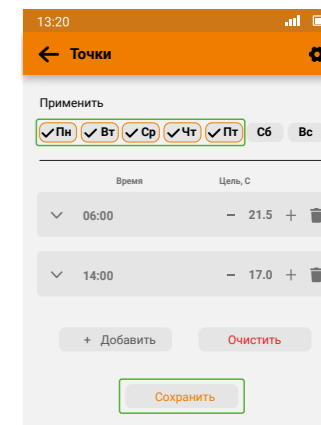 13:20
Точки
Применить
Пн Вт Ср Чт Пт Сб Вс
Время Цель, С
06:00 − 21.5 +
14:00 − 17.0 +
+ Добавить Очистить
Сохранить